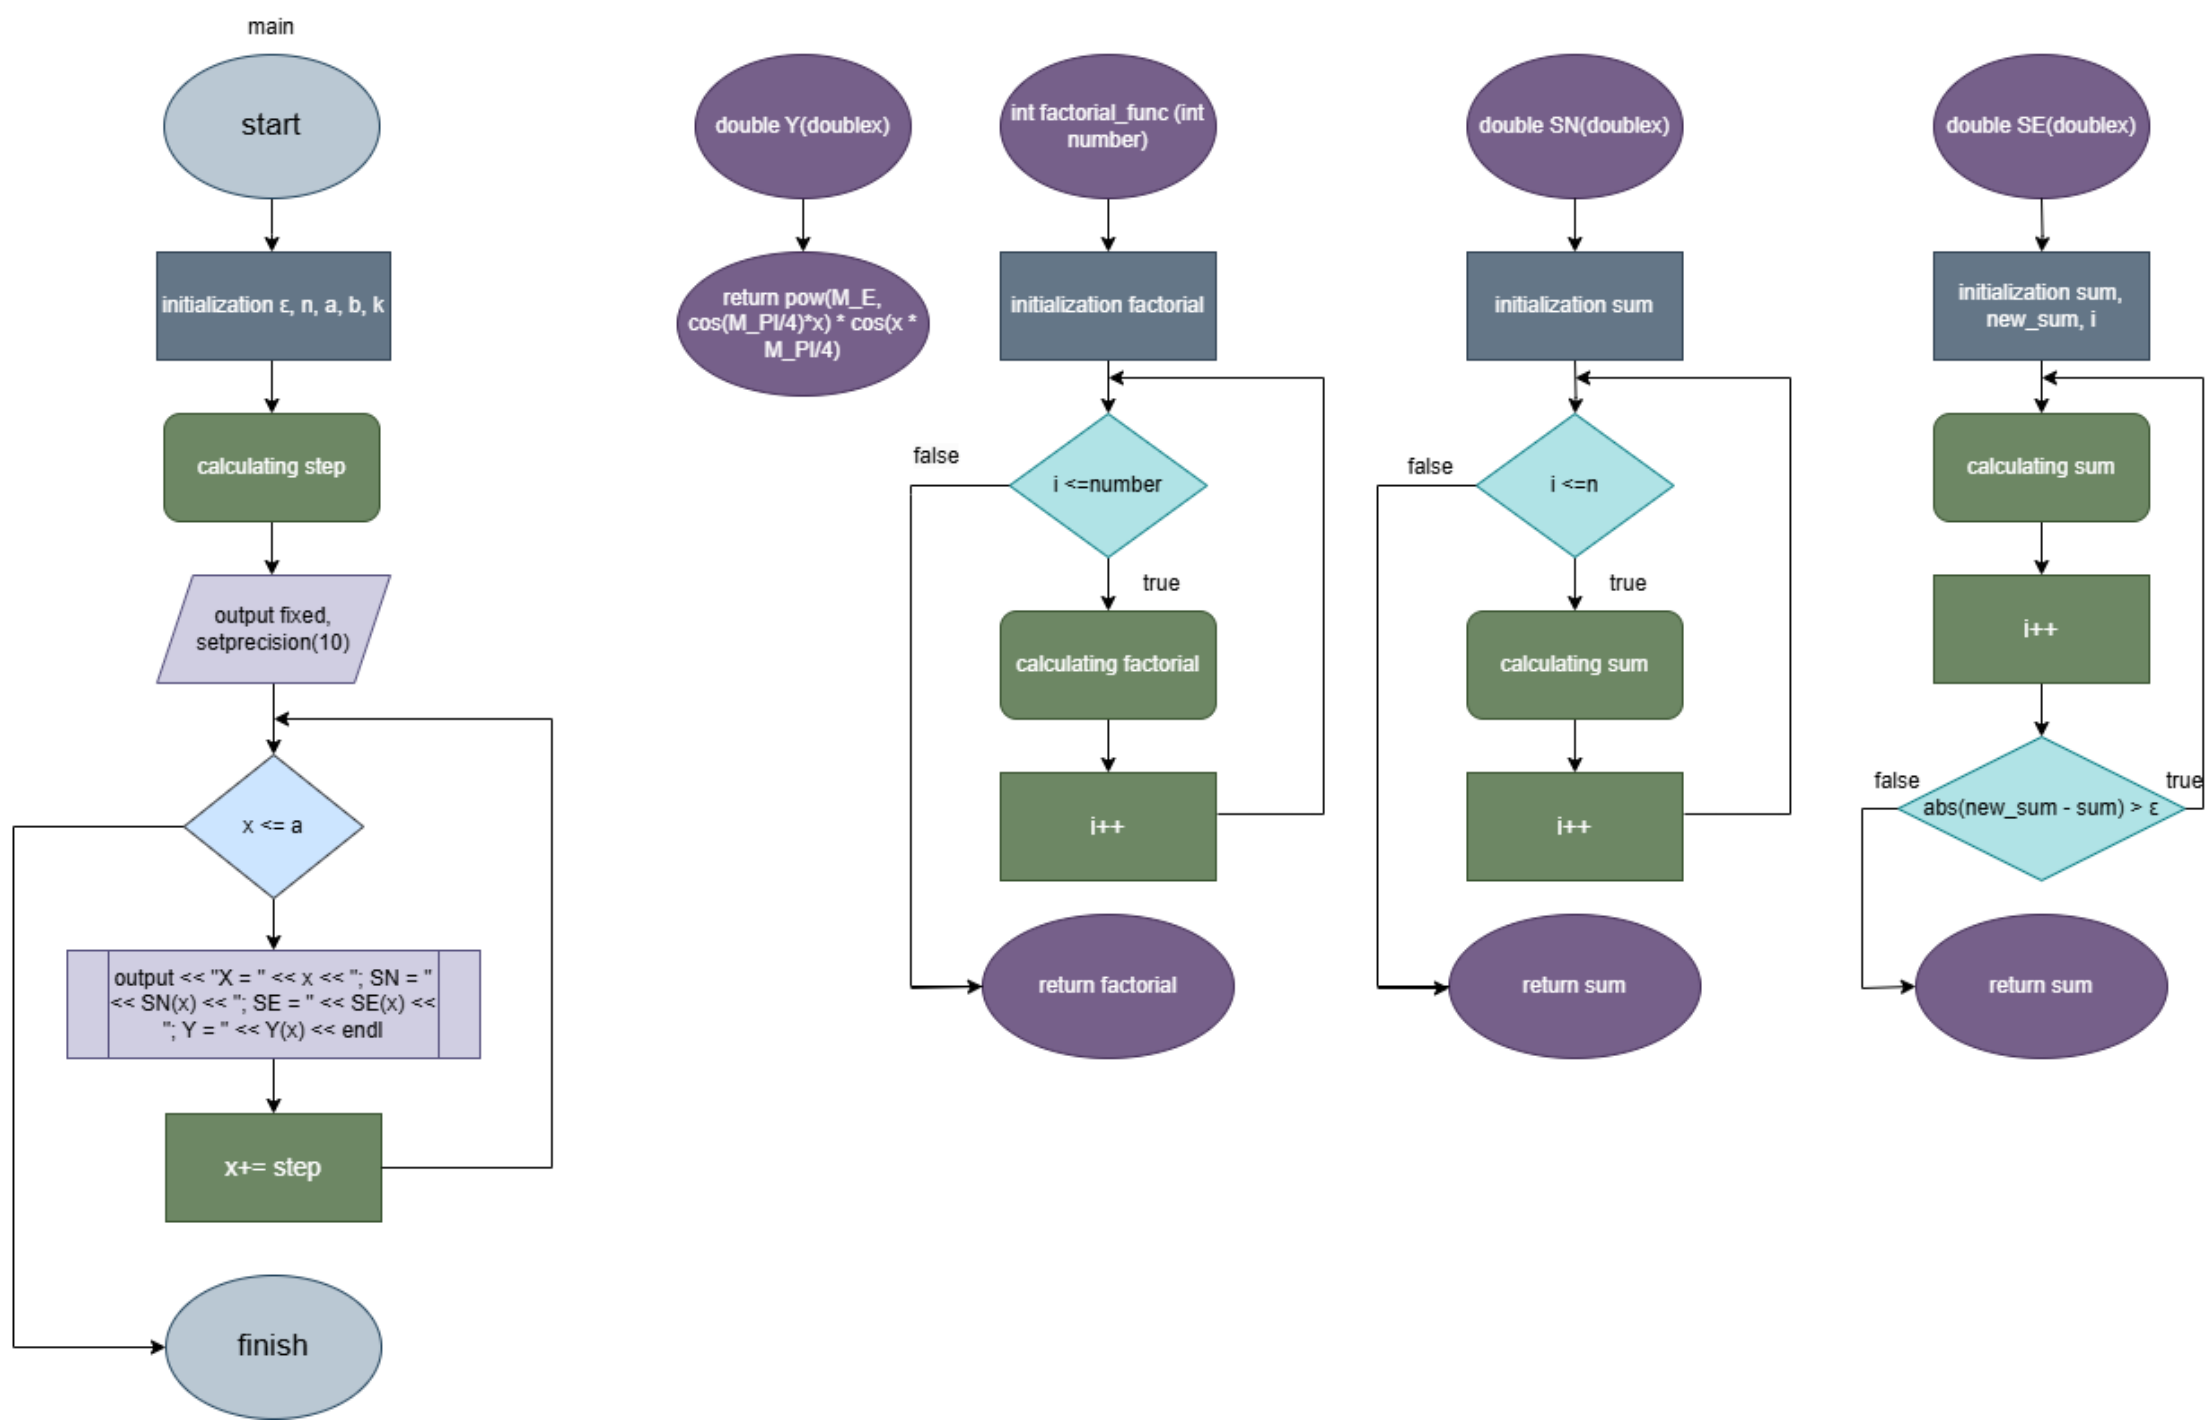 main
start
initialization ε, n, a, b, k
calculating step
output fixed,
setprecision(10)
x <= a
output << "X = " << x << "; SN = "
<< SN(x) << "; SE = " << SE(x) <<
"; Y = " << Y(x) << endl
x+= step
finish
double Y(doublex)
return pow(M_E,
cos(M_PI/4)*x) * cos(x *
M_PI/4)
int factorial_func (int
number)
initialization factorial
false
i <=number
true
calculating factorial
i++
return factorial
double SN(doublex)
initialization sum
false
i <=n
true
calculating sum
i++
return sum
double SE(doublex)
initialization sum,
new_sum, i
calculating sum
i++
false
true
abs(new_sum - sum) > ε
return sum